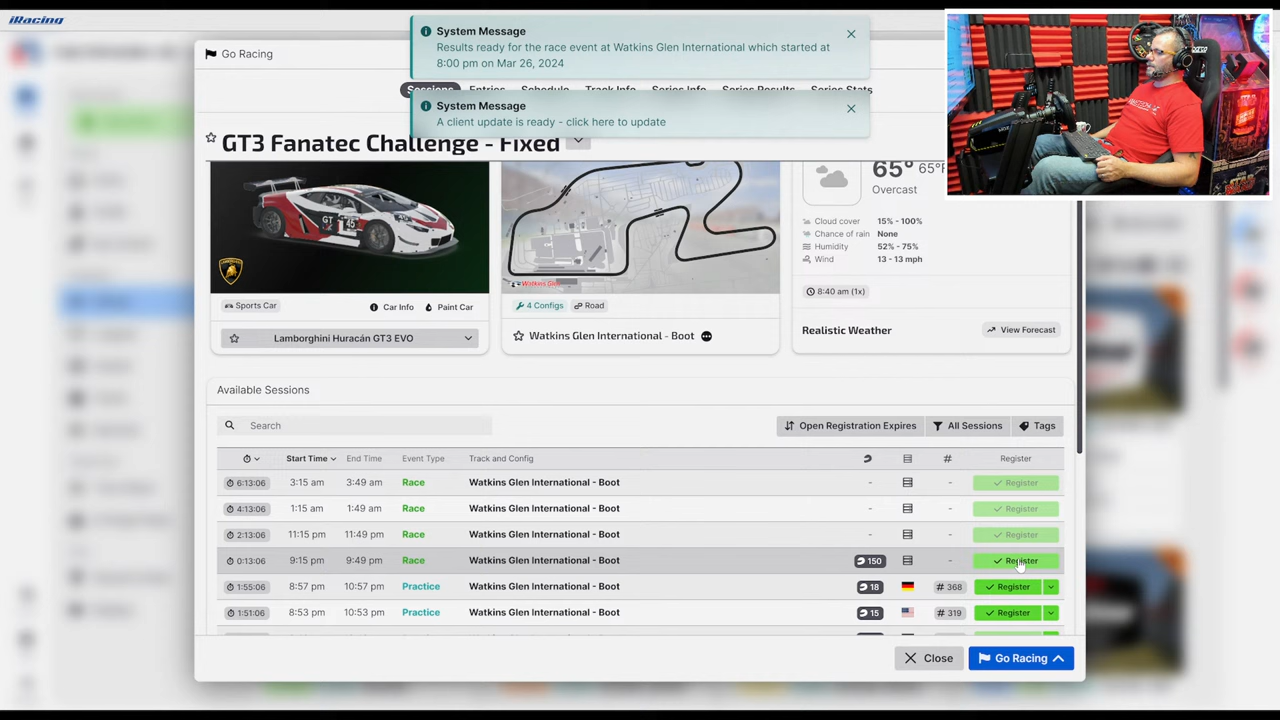 iRacing
System Message
Results ready for the race event at Watkins Glen International which started at
8:00 pm on Mar 26, 2024
System Message
A client update is ready - click here to update
Go Racing
Sessions Entries Schedule Track Info Series Info Series Results Series Stats
GT3 Fanatec Challenge - Fixed
65° 65°F
Overcast
Cloud cover 15% - 100%
Chance of rain None
Humidity 52% - 75%
Wind 13 - 13 mph
8:40 am (1x)
Sports Car Car Info Paint Car
4 Configs Road
Lamborghini Huracán GT3 EVO
Watkins Glen International - Boot
Realistic Weather View Forecast
Available Sessions
Search Open Registration Expires All Sessions Tags
Start Time End Time Event Type Track and Config # Register
6:13:06 3:15 am 3:49 am Race Watkins Glen International - Boot - - Register
4:13:06 1:15 am 1:49 am Race Watkins Glen International - Boot - - Register
2:13:06 11:15 pm 11:49 pm Race Watkins Glen International - Boot - - Register
0:13:06 9:15 pm 9:49 pm Race Watkins Glen International - Boot 150 - Register
1:55:06 8:57 pm 10:57 pm Practice Watkins Glen International - Boot 18 # 368 Register
1:51:06 8:53 pm 10:53 pm Practice Watkins Glen International - Boot 15 # 319 Register
Close Go Racing